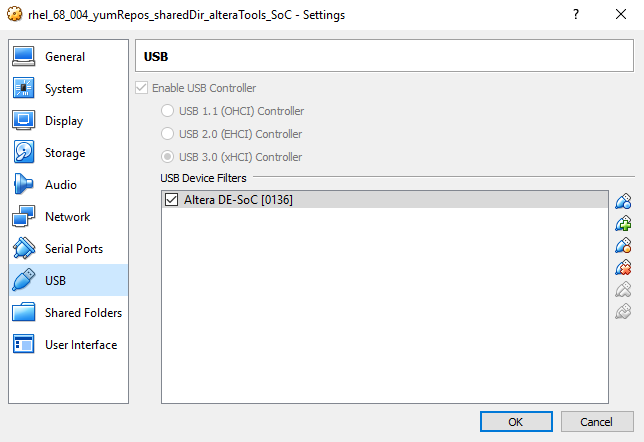 rhel_68_004_yumRepos_sharedDir_alteraTools_SoC - Settings
?
General
System
Display
Storage
Audio
Network
Serial Ports
USB
Shared Folders
User Interface
USB
Enable USB Controller
USB 1.1 (OHCI) Controller
USB 2.0 (EHCI) Controller
USB 3.0 (xHCI) Controller
USB Device Filters
Altera DE-SoC [0136]
OK
Cancel